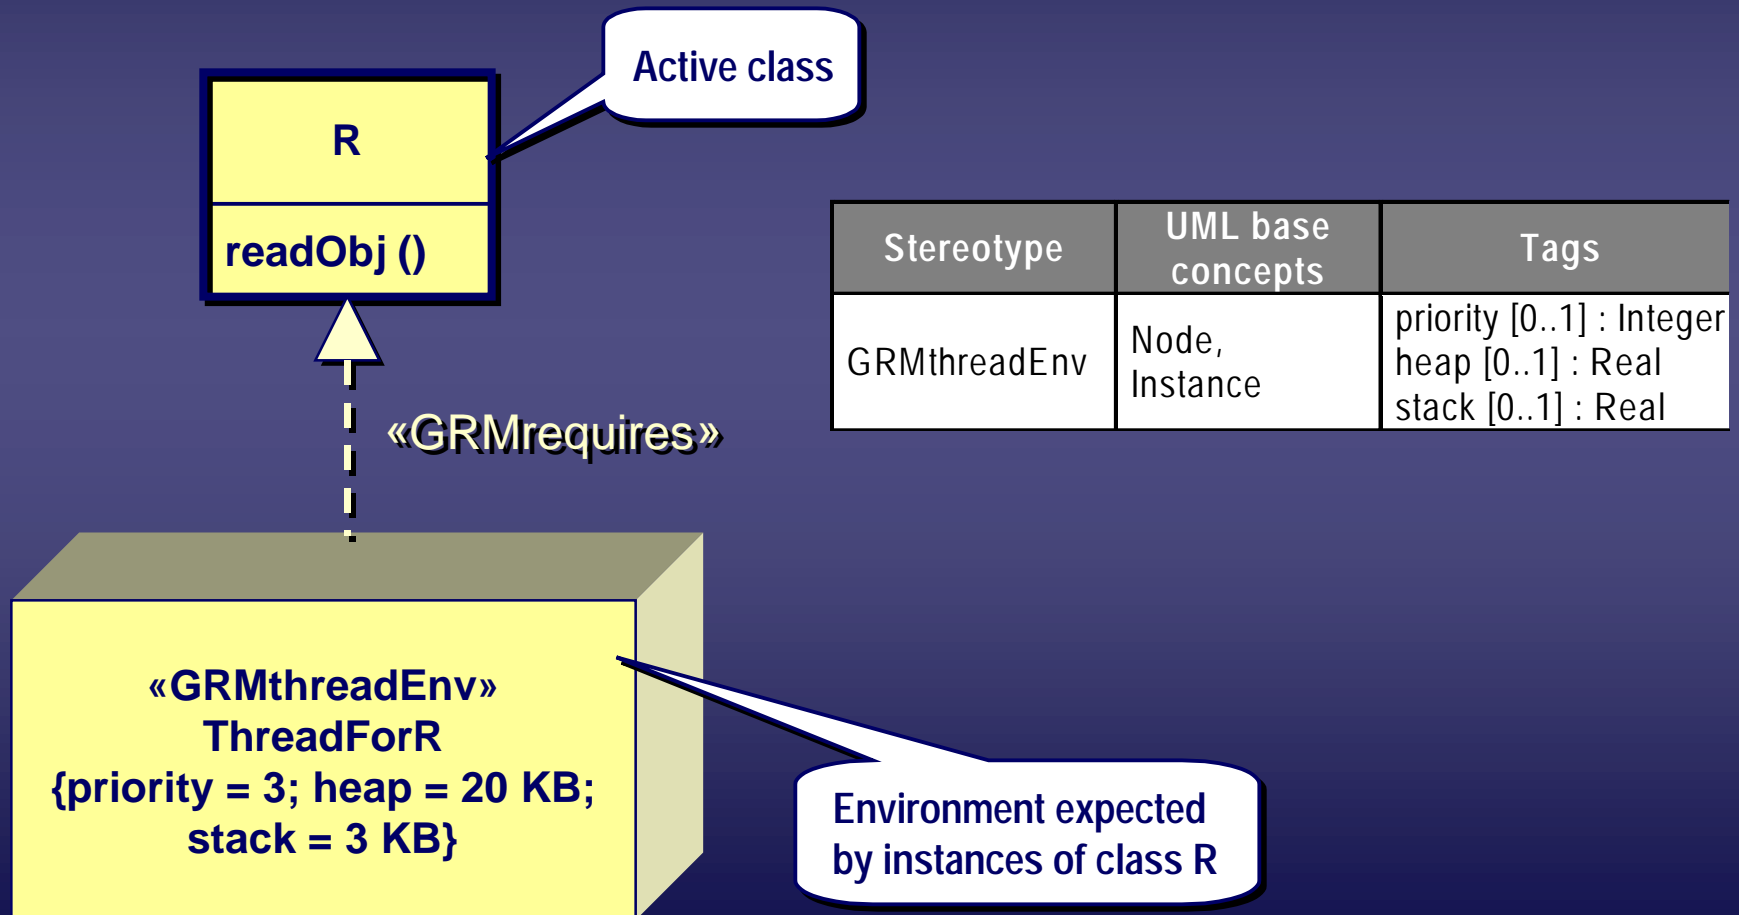 Active class
R
readObj ()
«GRMrequires»
Stereotype
UML base
concepts
Tags
GRMthreadEnv
Node,
Instance
priority [0..1] : Integer
heap [0..1] : Real
stack [0..1] : Real
«GRMthreadEnv»
ThreadForR
{priority = 3; heap = 20 KB;
stack = 3 KB}
Environment expected
by instances of class R